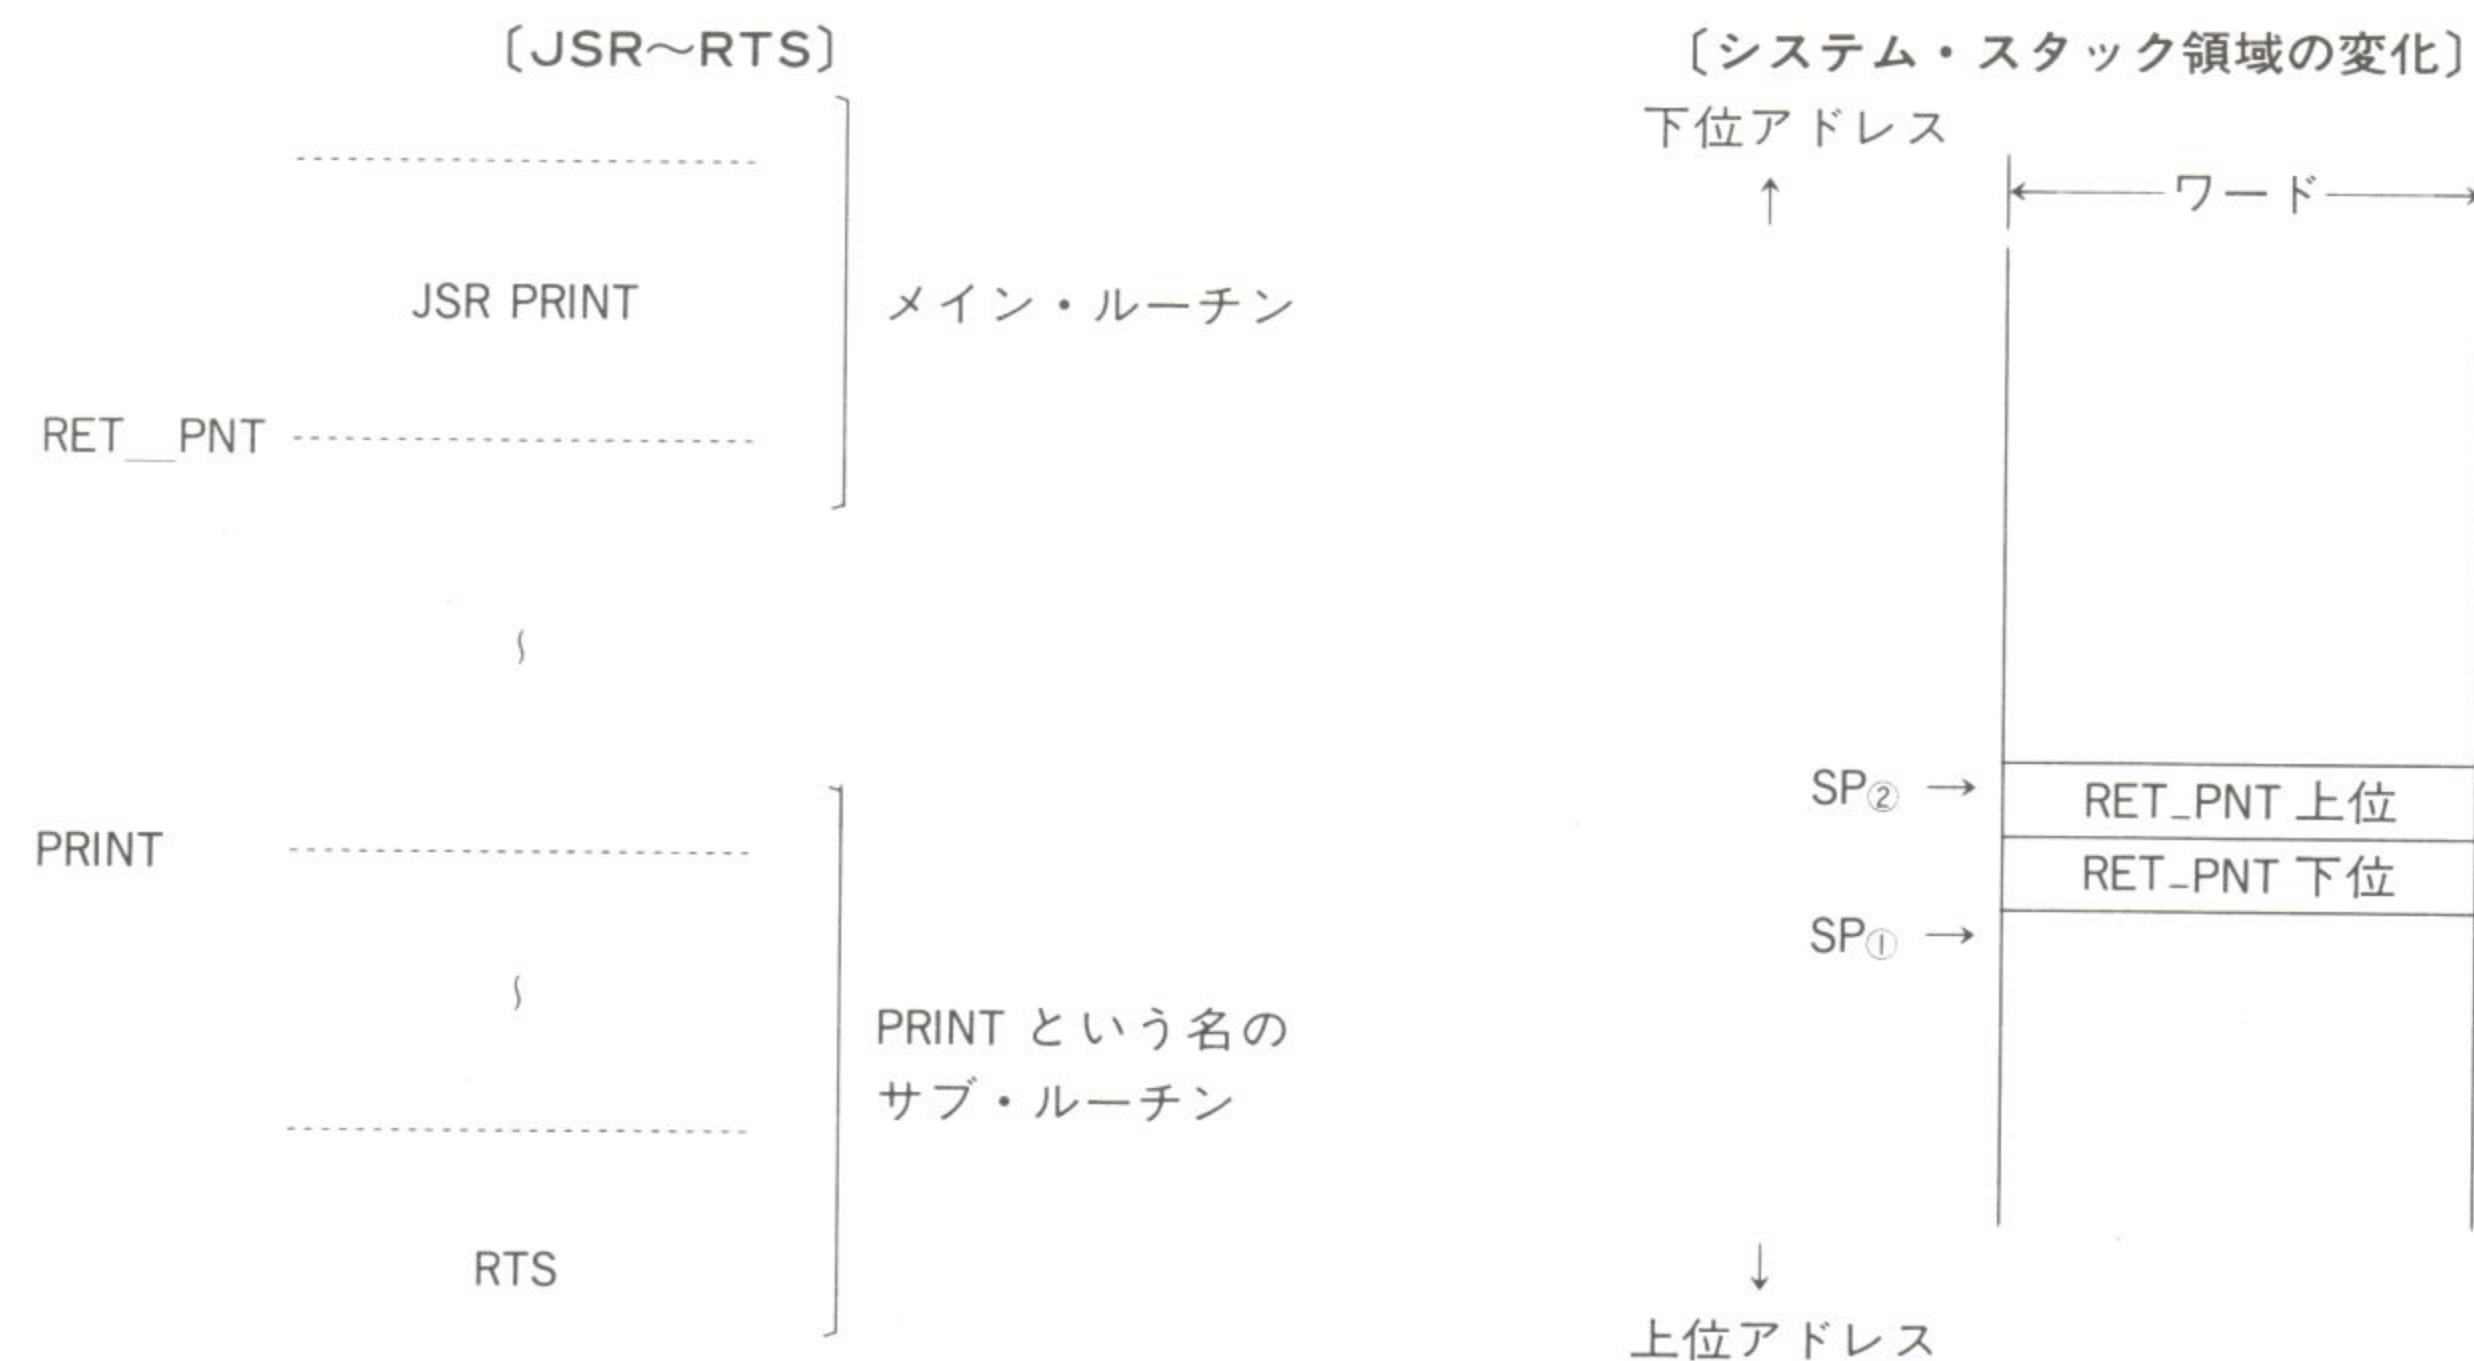 〔JSR〜RTS〕
JSR PRINT
メイン・ルーチン
RET__PNT
PRINT
PRINT という名の
サブ・ルーチン
RTS
〔システム・スタック領域の変化〕
下位アドレス
ワード
SP②
RET_PNT 上位
RET_PNT 下位
SP①
上位アドレス